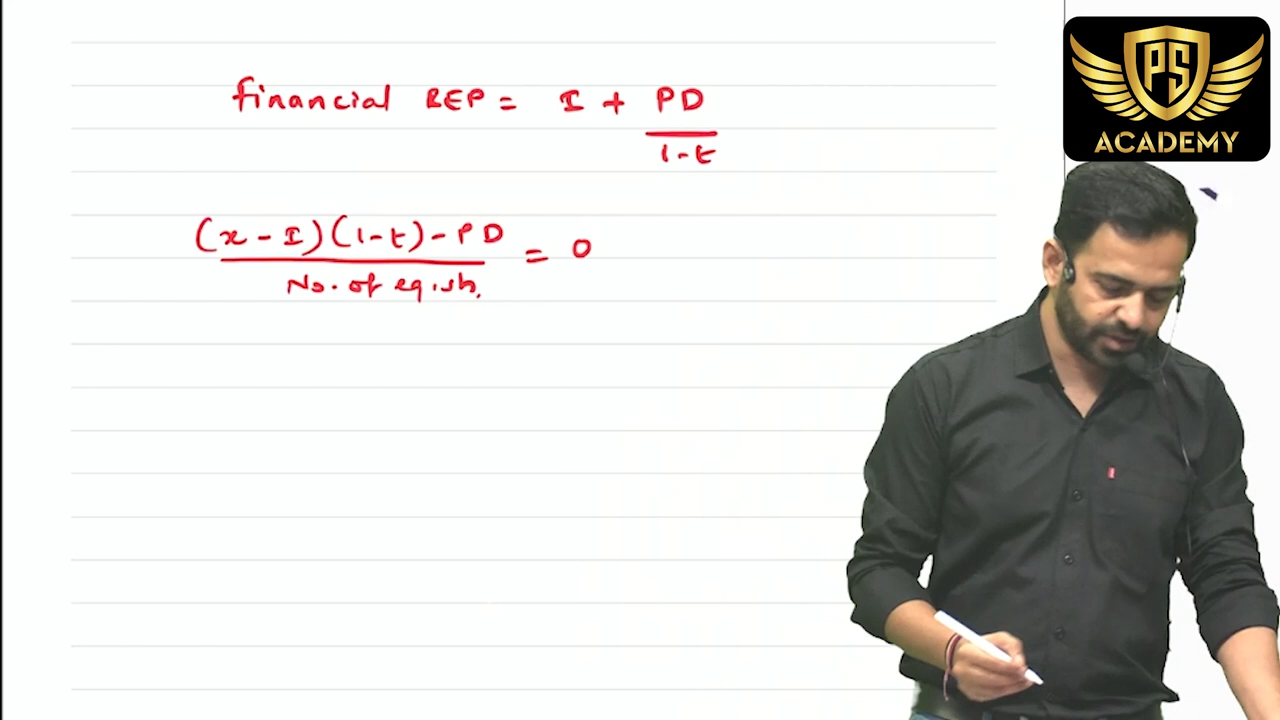 financial BEP = I + PD
1-t
(x - I)(1-t) - PD = 0
No. of eq. sh.
PS
ACADEMY